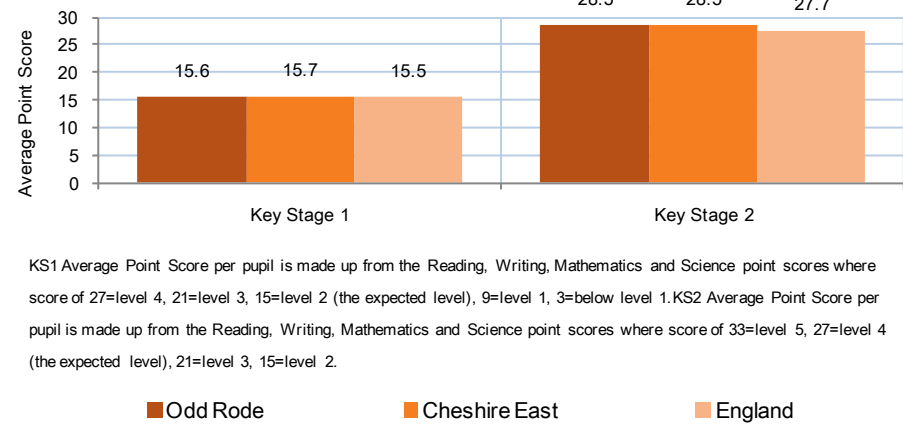 30
28.5
28.5
27.7
25
20
15
10
5
0
Average Point Score
15.6
15.7
15.5
Key Stage 1
Key Stage 2
KS1 Average Point Score per pupil is made up from the Reading, Writing, Mathematics and Science point scores where
score of 27=level 4, 21=level 3, 15=level 2 (the expected level), 9=level 1, 3=below level 1.KS2 Average Point Score per
pupil is made up from the Reading, Writing, Mathematics and Science point scores where score of 33=level 5, 27=level 4
(the expected level), 21=level 3, 15=level 2.
Odd Rode
Cheshire East
England